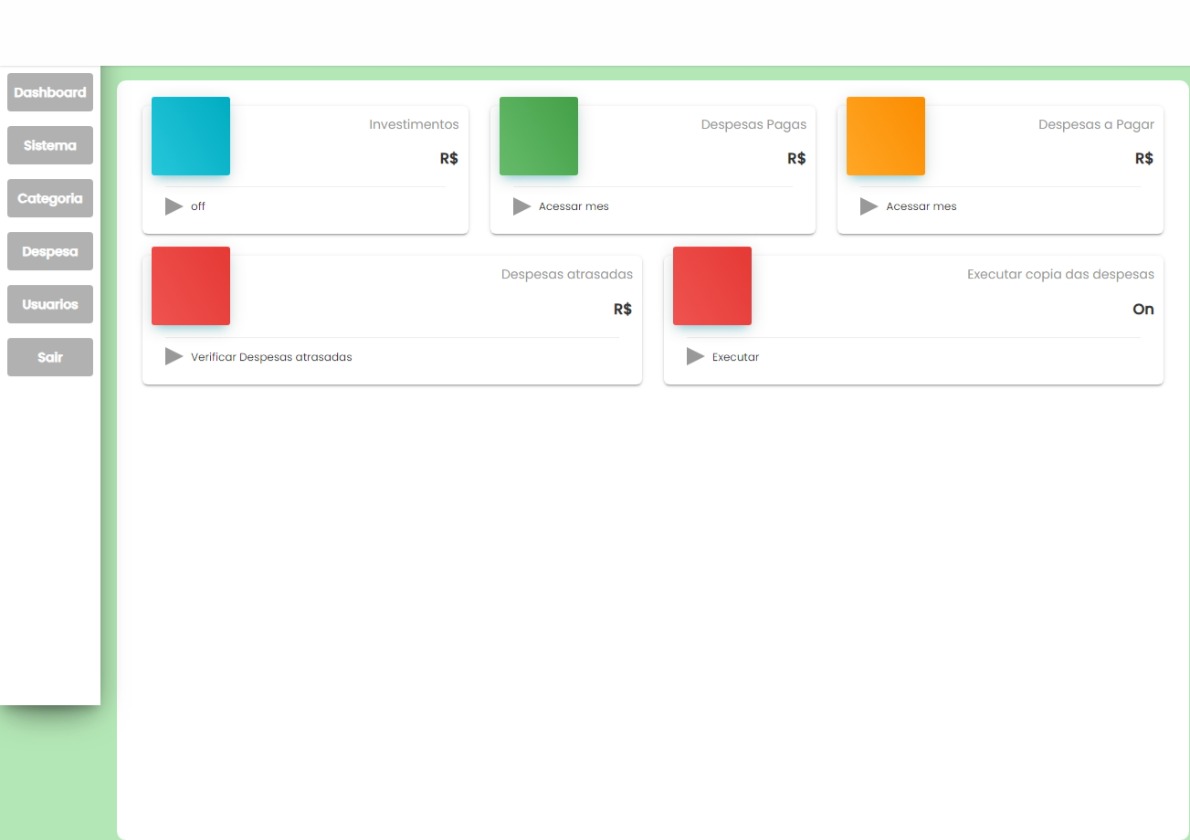 Dashboard
Sistema
Categoria
Despesa
Usuarios
Sair
Investimentos
R$
off
Despesas Pagas
R$
Acessar mes
Despesas a Pagar
R$
Acessar mes
Despesas atrasadas
R$
Verificar Despesas atrasadas
Executar copia das despesas
On
Executar